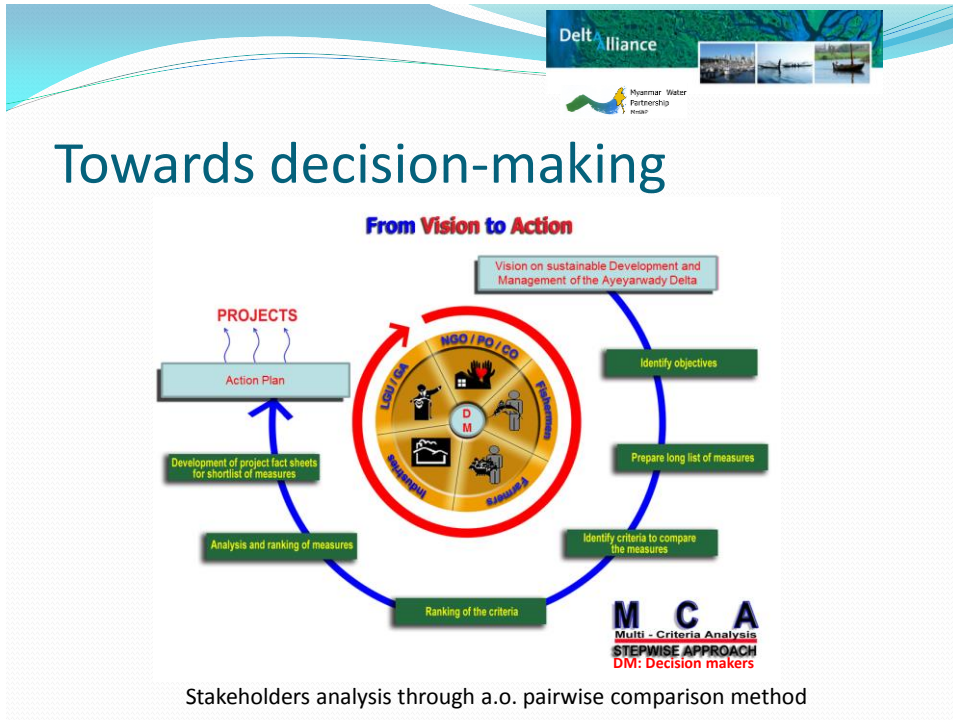 Delta Alliance
Myanmar Water
Partnership
MmWP
Towards decision-making
From Vision to Action
Vision on sustainable Development and
Management of the Ayeyarwady Delta
PROJECTS
Action Plan
NGO / PO / CO
LGU / GA
Fishermen
D
M
Industries
Farmers
Identify objectives
Prepare long list of measures
Identify criteria to compare
the measures
Ranking of the criteria
Analysis and ranking of measures
Development of project fact sheets
for shortlist of measures
M C A
Multi - Criteria Analysis
STEPWISE APPROACH
DM: Decision makers
Stakeholders analysis through a.o. pairwise comparison method